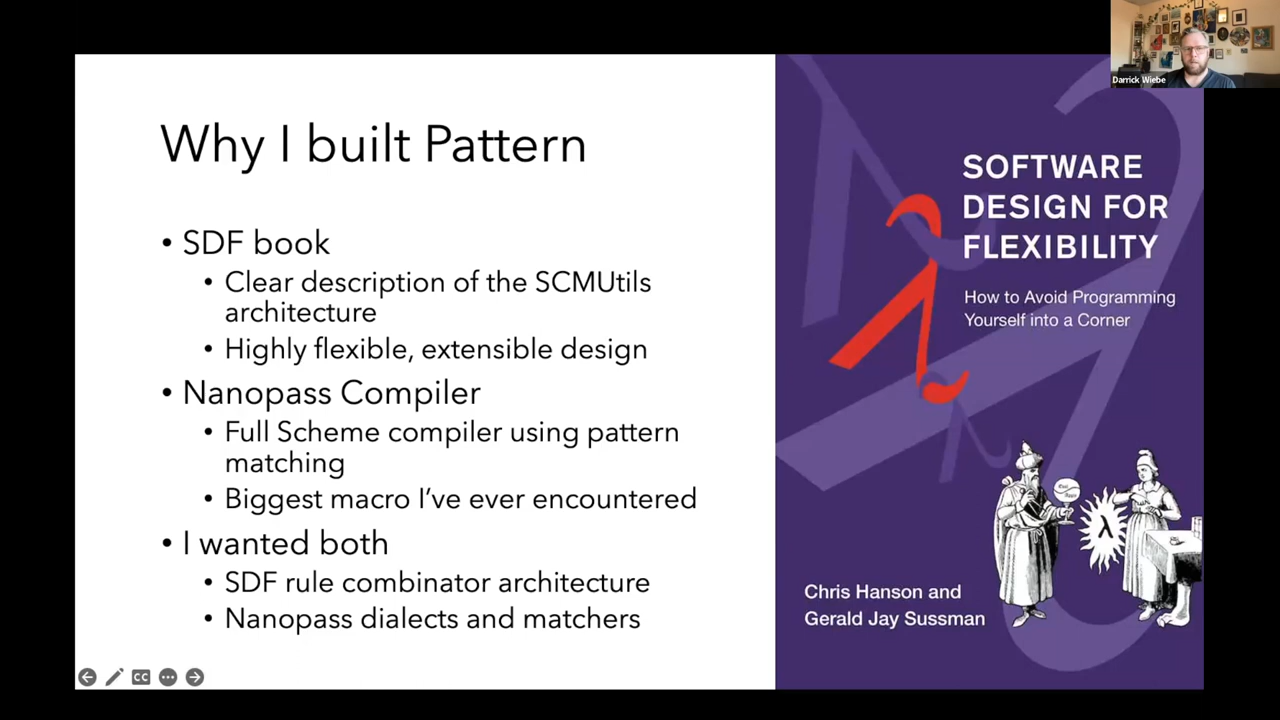 Darrick Wiebe
Why I built Pattern
• SDF book
• Clear description of the SCMUtils
architecture
• Highly flexible, extensible design
• Nanopass Compiler
• Full Scheme compiler using pattern
matching
• Biggest macro I’ve ever encountered
• I wanted both
• SDF rule combinator architecture
• Nanopass dialects and matchers
CC
SOFTWARE
DESIGN FOR
FLEXIBILITY
How to Avoid Programming
Yourself into a Corner
λ
Chris Hanson and
Gerald Jay Sussman